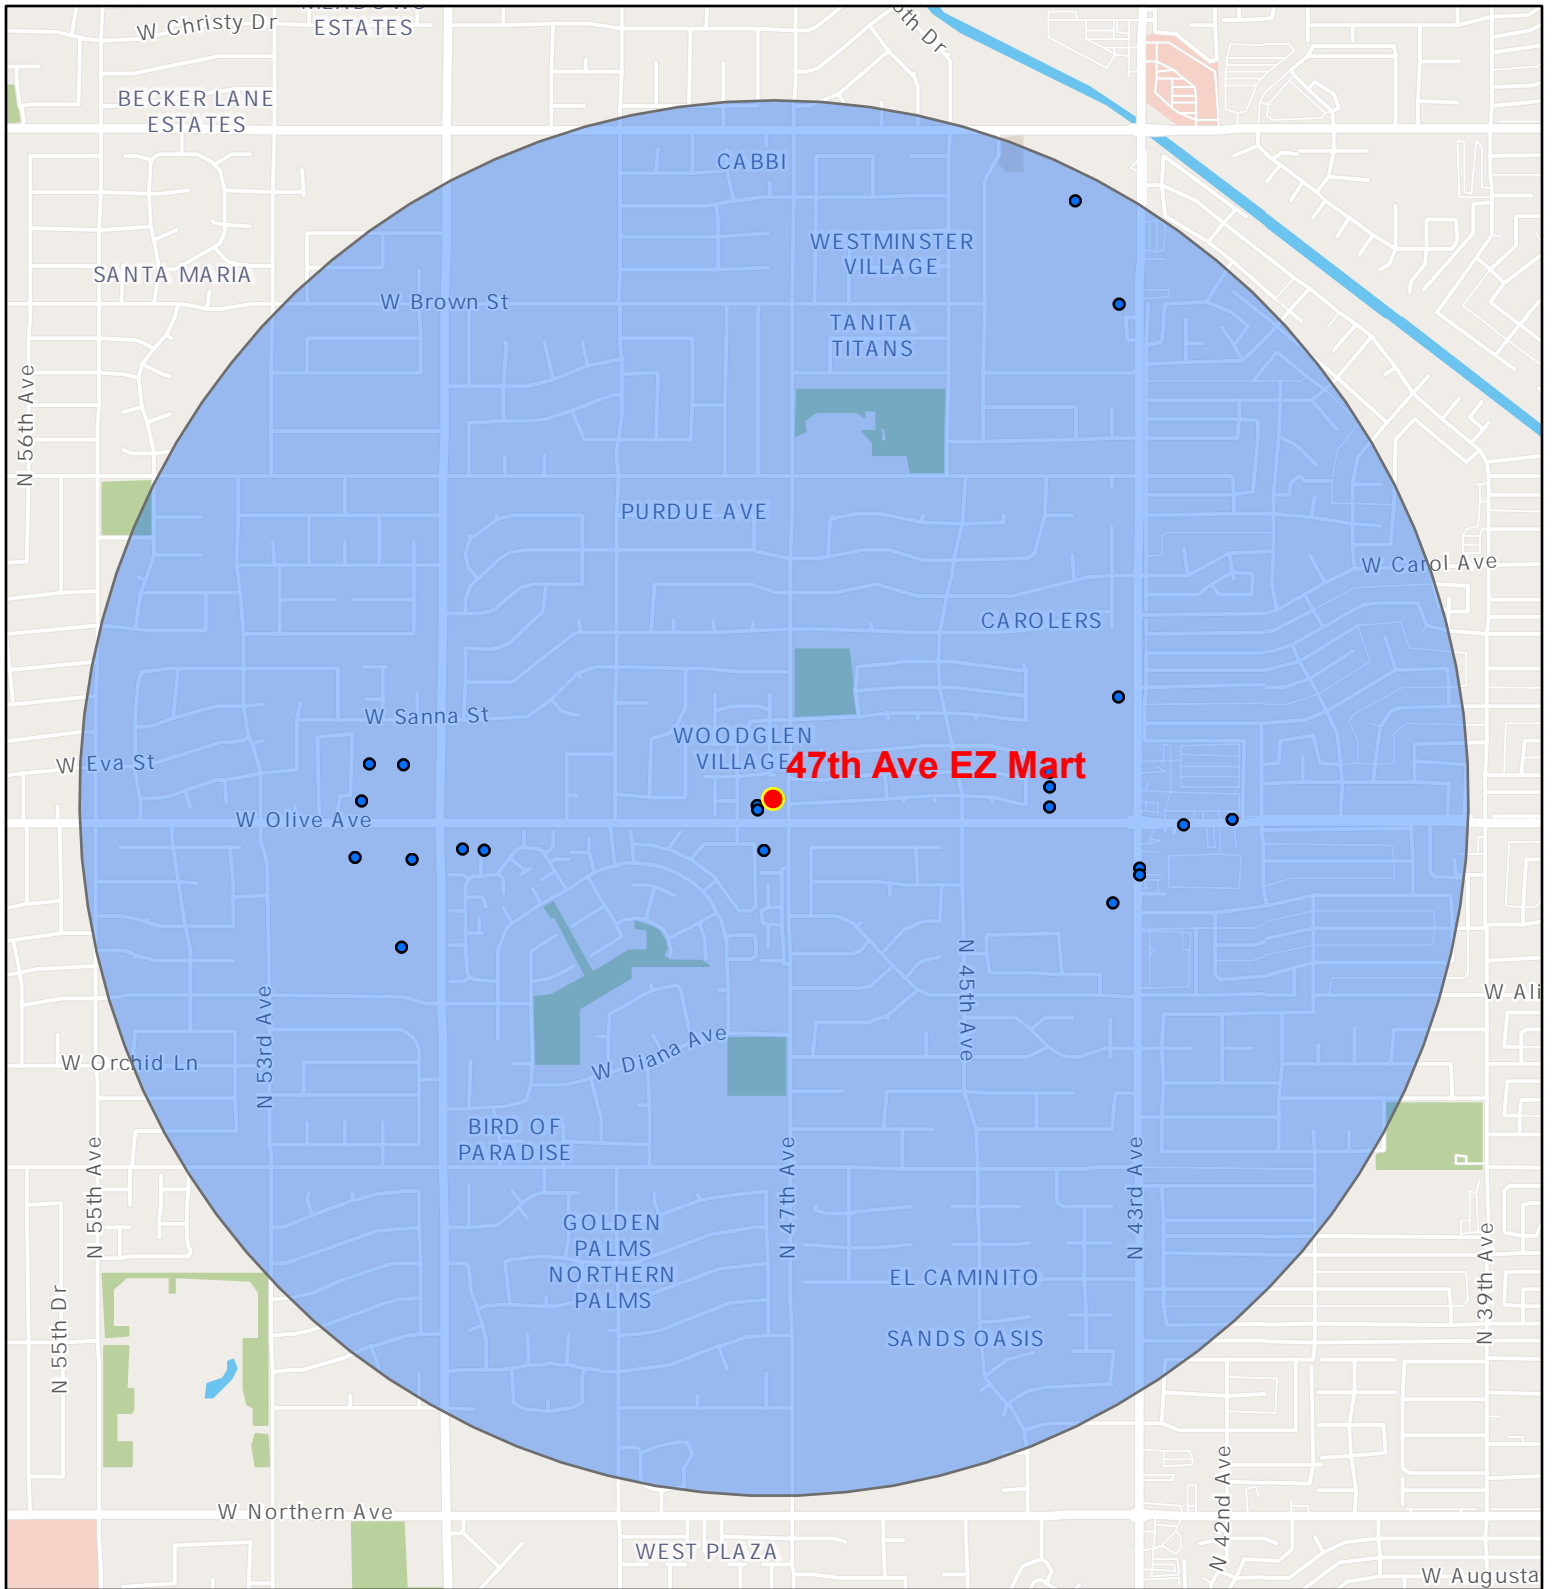 ESTATES
W Christy Dr
BECKER LANE
ESTATES
CABBI
WESTMINSTER
VILLAGE
SANTA MARIA
W Brown St
TANITA
TITANS
N 56th Ave
PURDUE AVE
W Carol Ave
CAROLERS
W Sanna St
WOODGLEN
VILLAGE
W Eva St
47th Ave EZ Mart
W Olive Ave
N 45th Ave
N 53rd Ave
W Ali
W Diana Ave
W Orchid Ln
BIRD OF
PARADISE
N 55th Ave
N 47th Ave
N 43rd Ave
GOLDEN
PALMS
NORTHERN
PALMS
EL CAMINITO
N 39th Ave
N 55th Dr
SANDS OASIS
N 42nd Ave
W Northern Ave
WEST PLAZA
W Augusta